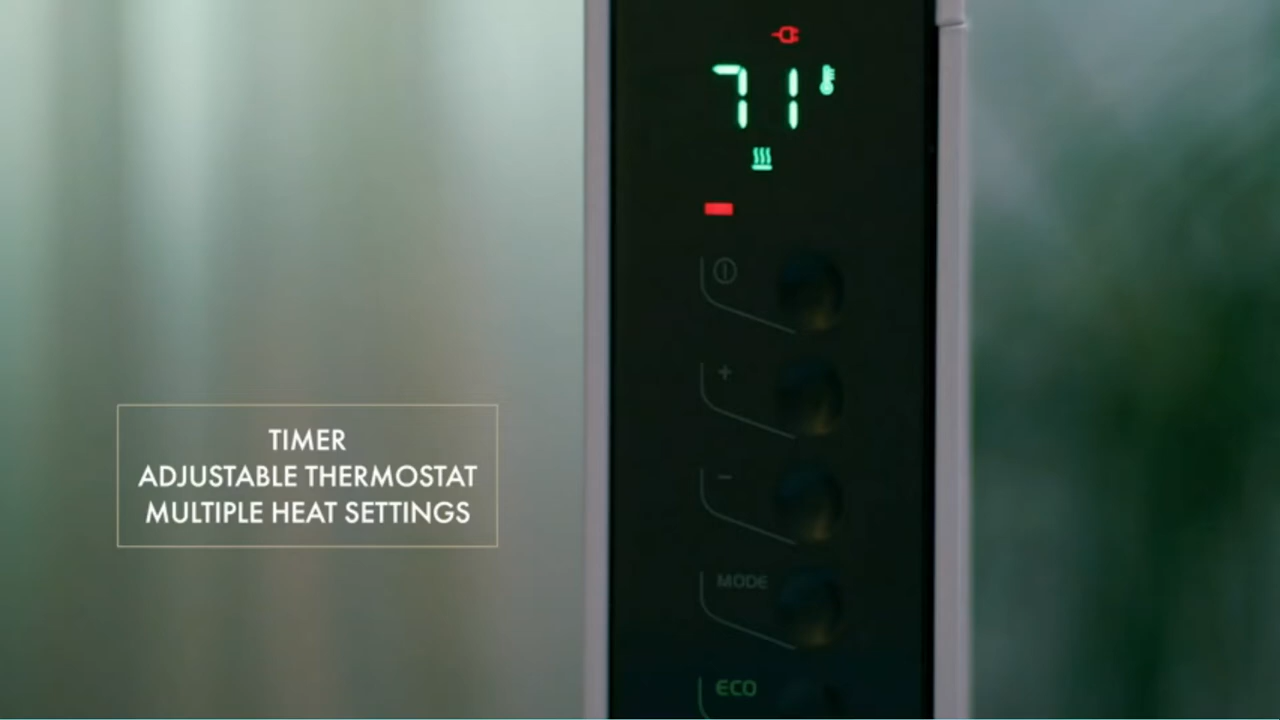 71
TIMER
ADJUSTABLE THERMOSTAT
MULTIPLE HEAT SETTINGS
+
-
MODE
ECO